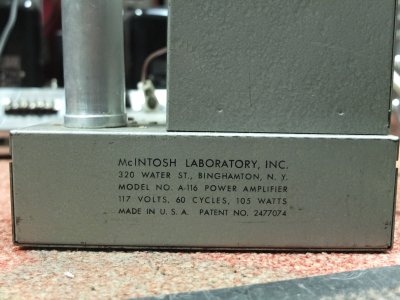 McINTOSH LABORATORY, INC.
320 WATER ST., BINGHAMTON, N. Y.
MODEL NO. A-116 POWER AMPLIFIER
117 VOLTS, 60 CYCLES, 105 WATTS
MADE IN U. S. A. PATENT NO. 2477074